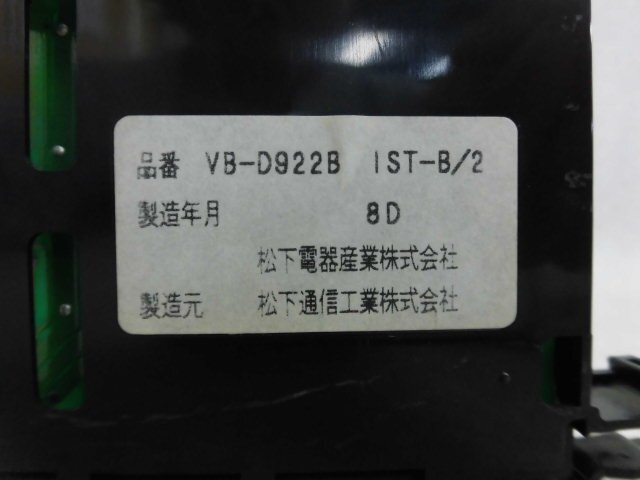 品番 VB-D922B IST-B/2
製造年月 8D
松下電器産業株式会社
製造元 松下通信工業株式会社